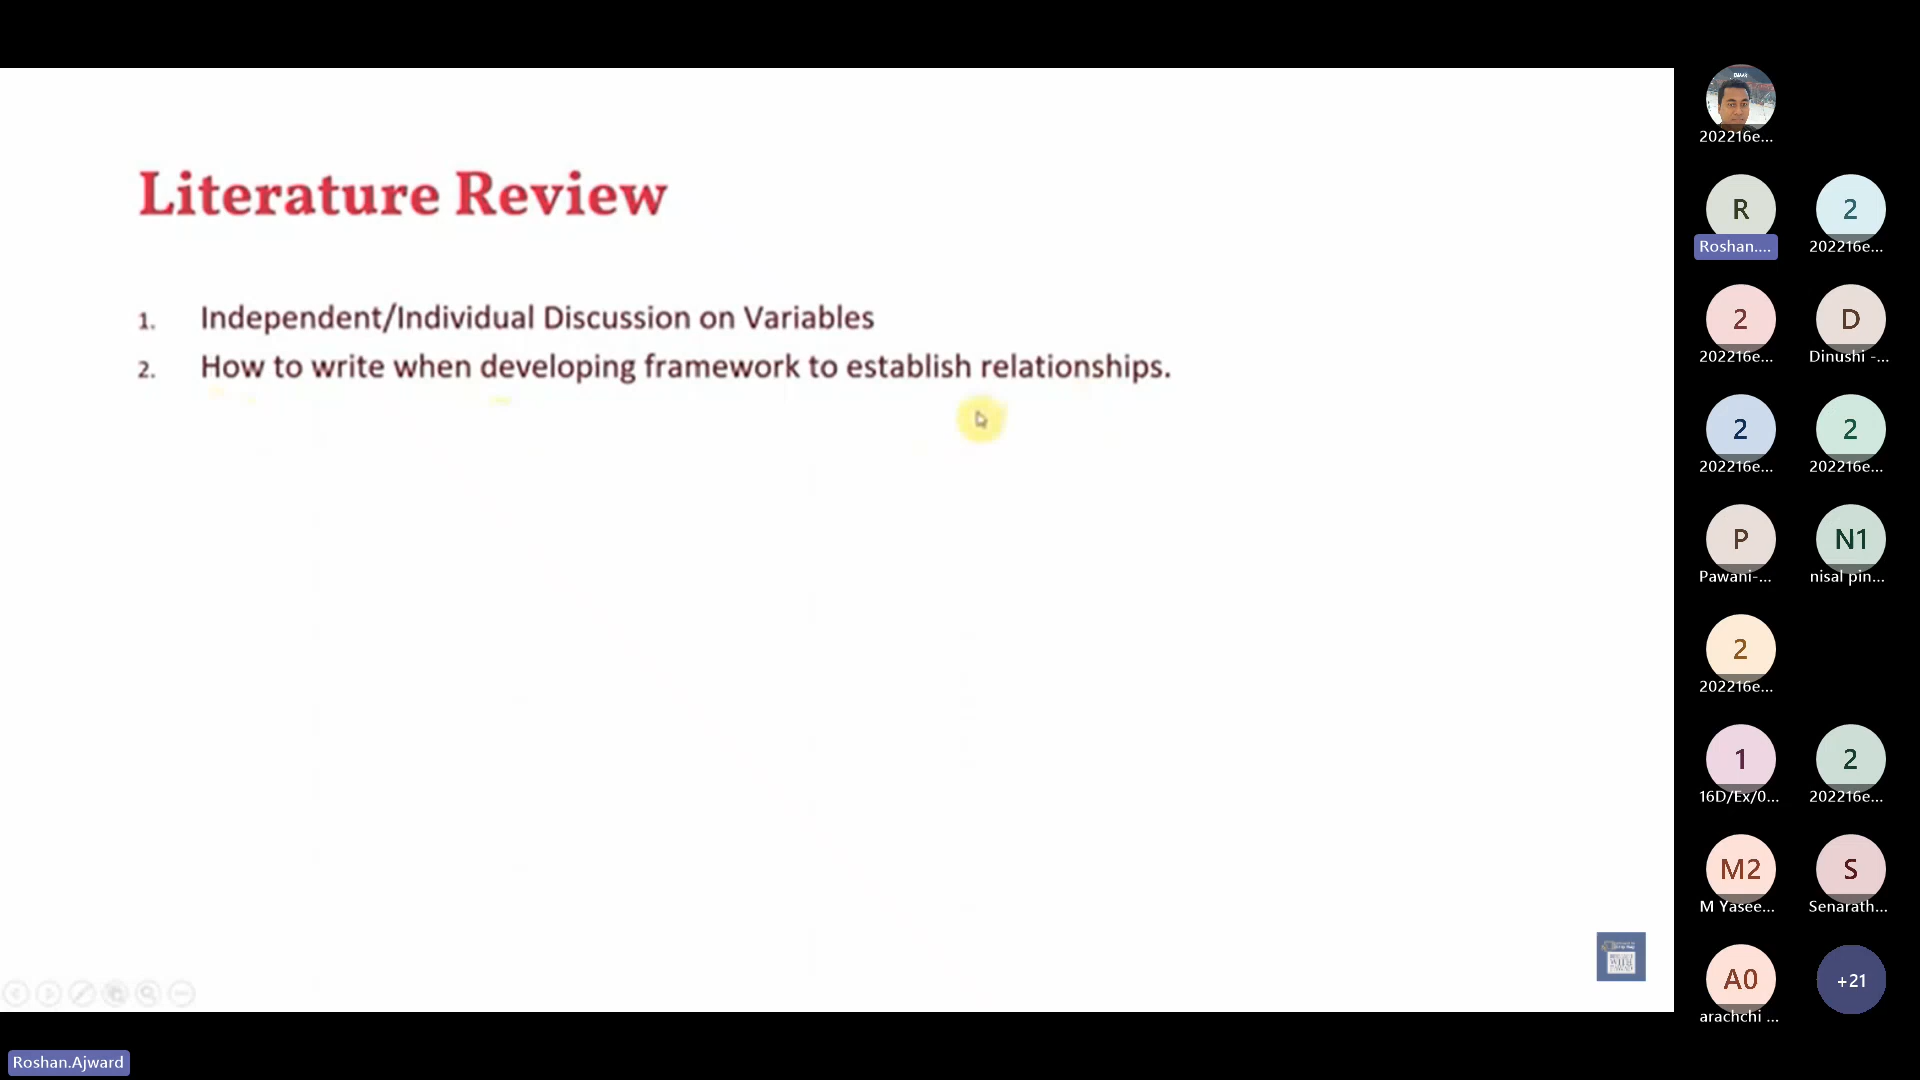 Literature Review
1. Independent/Individual Discussion on Variables
2. How to write when developing framework to establish relationships.
202216e...
R
Roshan....
2
202216e...
2
202216e...
D
Dinushi -...
2
202216e...
2
202216e...
P
Pawani-...
N1
nisal pin...
2
202216e...
1
16D/Ex/0...
2
202216e...
M2
M Yasee...
S
Senarath...
A0
arachchi ...
+21
Roshan.Ajward